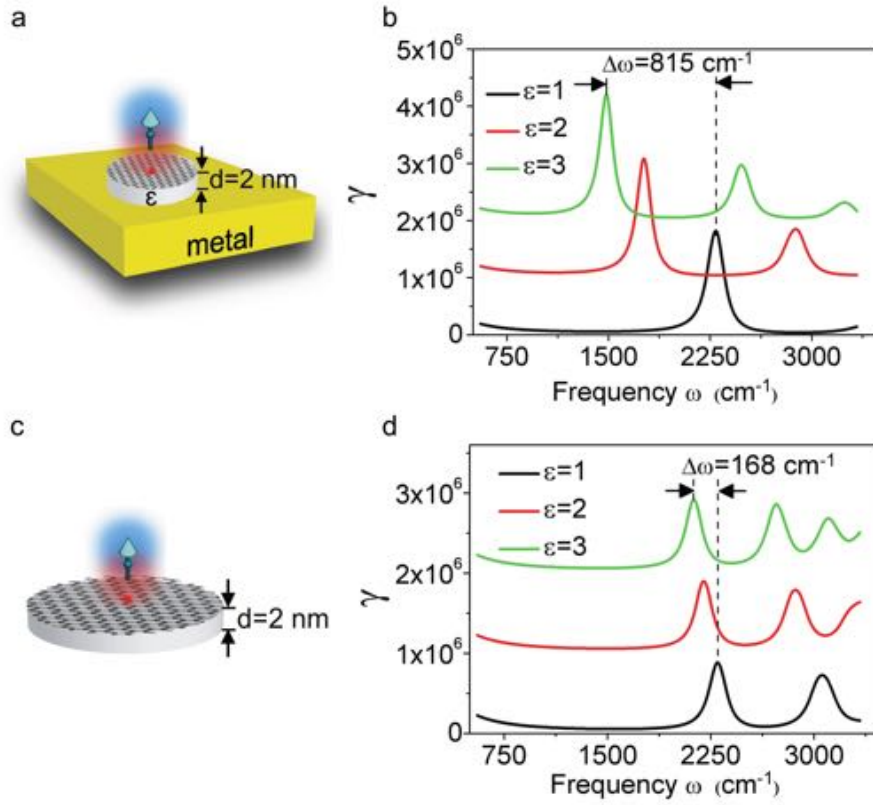 a
d=2 nm
ε
metal
b
5x10⁶
4x10⁶
3x10⁶
2x10⁶
1x10⁶
0
γ
Δω=815 cm⁻¹
ε=1
ε=2
ε=3
750 1500 2250 3000
Frequency ω (cm⁻¹)
c
d=2 nm
d
3x10⁶
2x10⁶
1x10⁶
0
γ
Δω=168 cm⁻¹
ε=1
ε=2
ε=3
750 1500 2250 3000
Frequency ω (cm⁻¹)